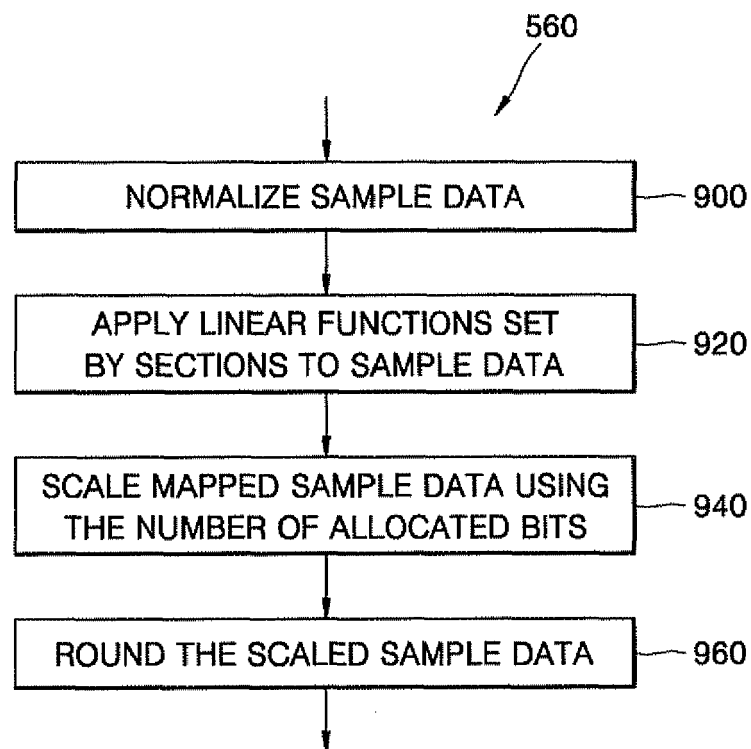 560
NORMALIZE SAMPLE DATA
900
APPLY LINEAR FUNCTIONS SET
BY SECTIONS TO SAMPLE DATA
920
SCALE MAPPED SAMPLE DATA USING
THE NUMBER OF ALLOCATED BITS
940
ROUND THE SCALED SAMPLE DATA
960